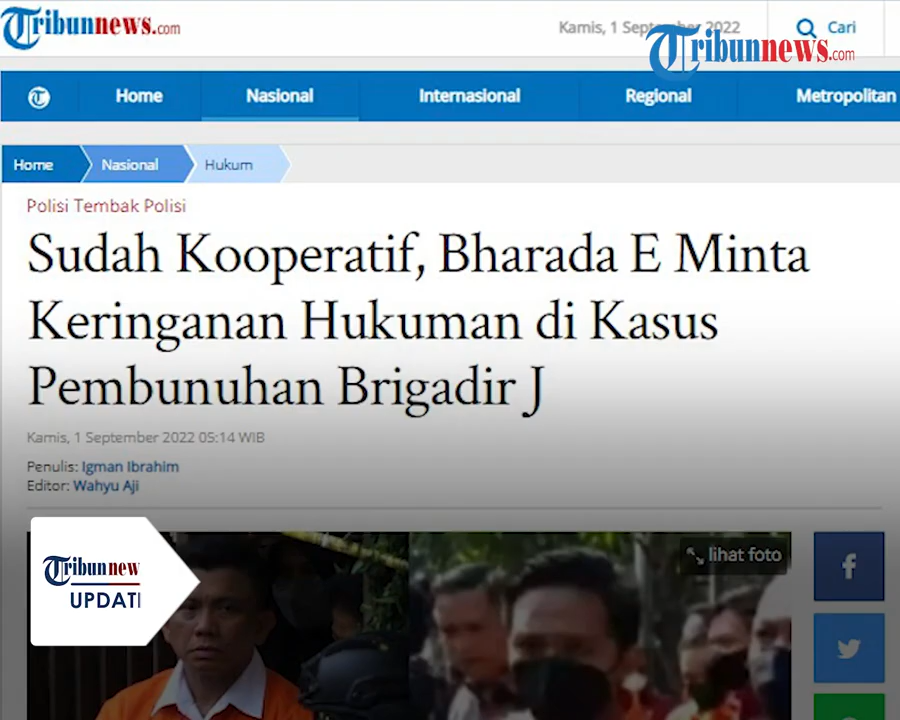 Tribunnews.com
Kamis, 1 September 2022
Cari
Tribunnews.com
Home
Nasional
Internasional
Regional
Metropolitan
Home
Nasional
Hukum
Polisi Tembak Polisi
Sudah Kooperatif, Bharada E Minta
Keringanan Hukuman di Kasus
Pembunuhan Brigadir J
Kamis, 1 September 2022 05:14 WIB
Penulis: Igman Ibrahim
Editor: Wahyu Aji
lihat foto
Tribunnew
UPDATI